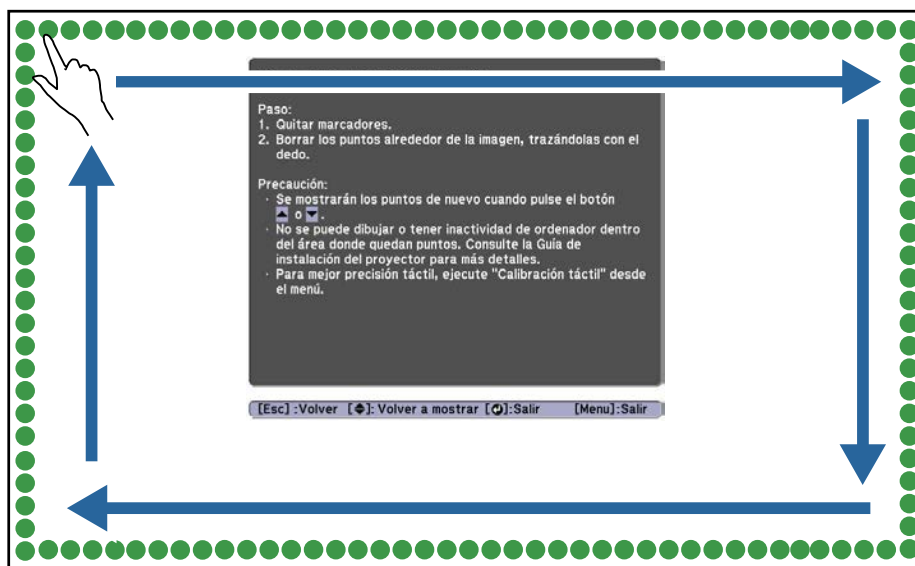 Paso:
1. Quitar marcadores.
2. Borrar los puntos alrededor de la imagen, trazándolas con el
dedo.
Precaución:
· Se mostrarán los puntos de nuevo cuando pulse el botón
▲ o ▼.
· No se puede dibujar o tener inactividad de ordenador dentro
del área donde quedan puntos. Consulte la Guía de
instalación del proyector para más detalles.
· Para mejor precisión táctil, ejecute "Calibración táctil" desde
el menú.
[Esc] :Volver [◆]: Volver a mostrar [⏎]:Salir [Menu]:Salir